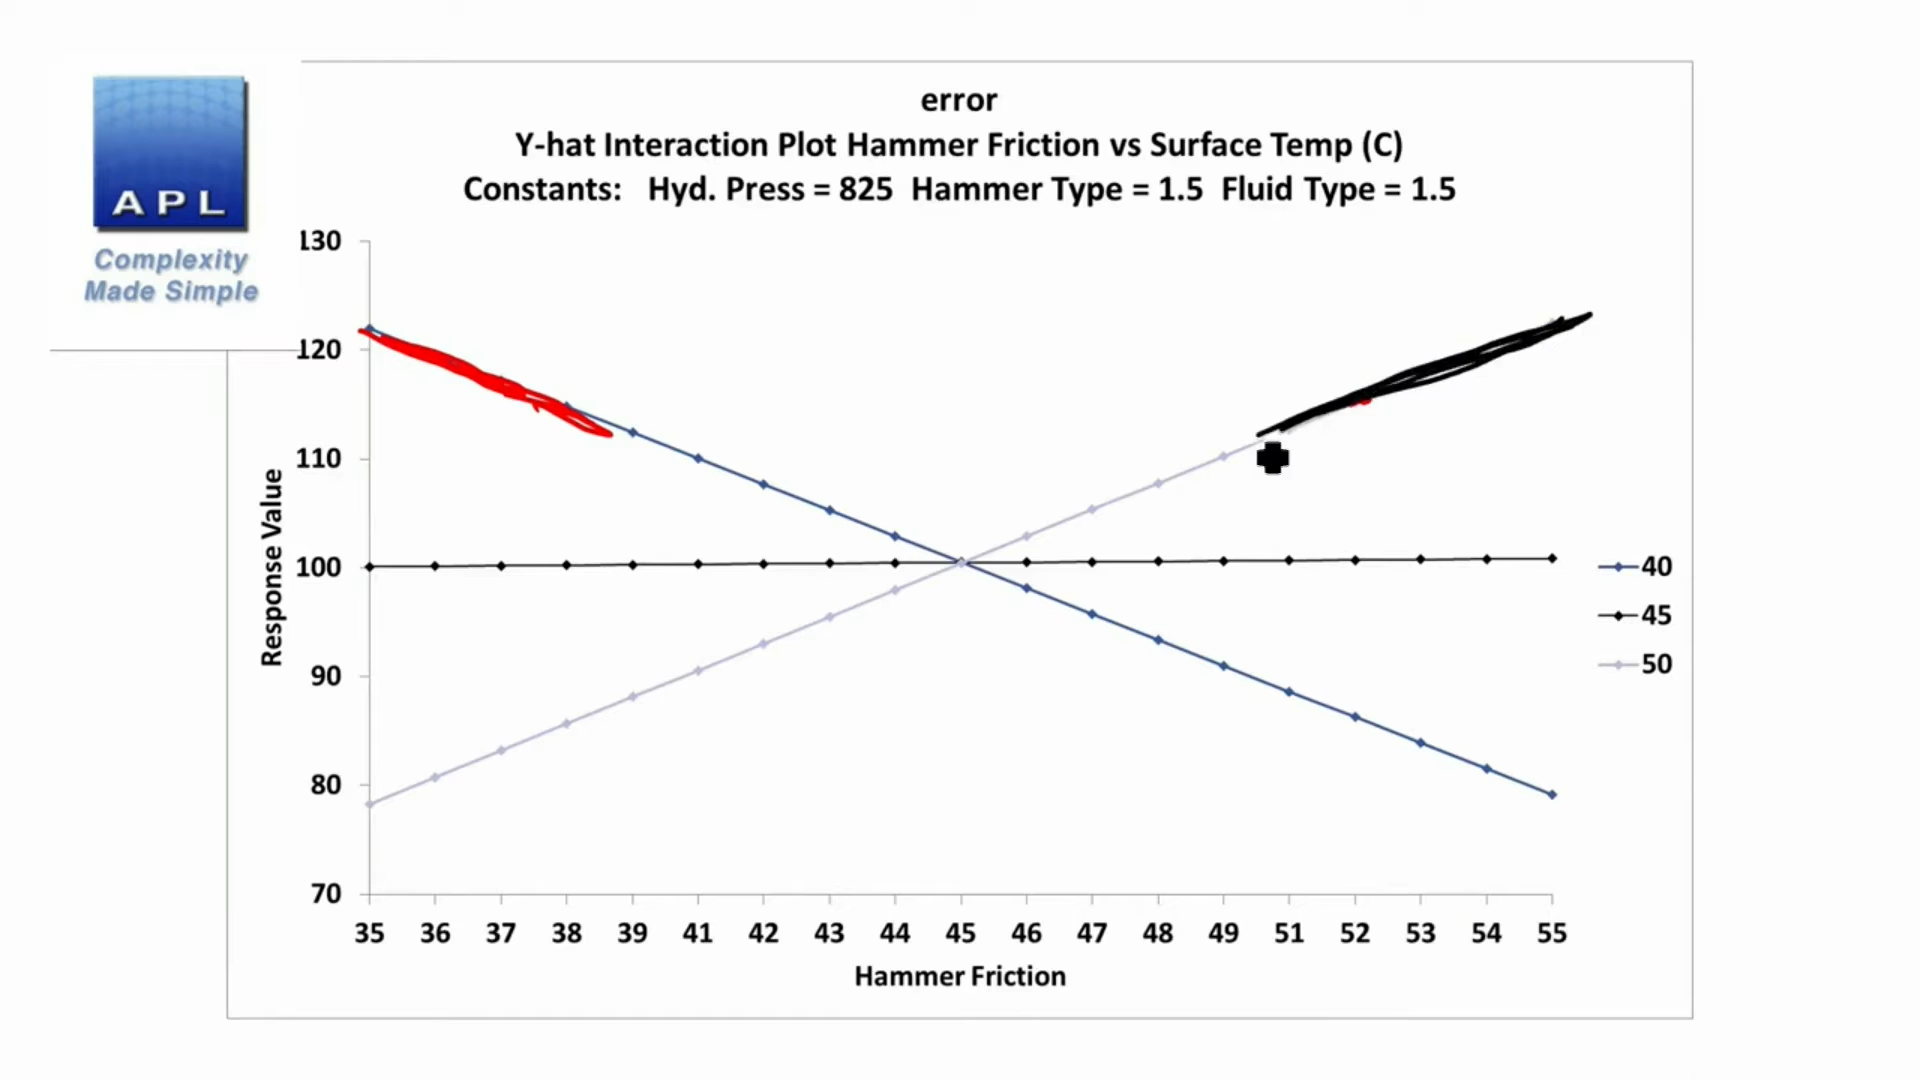 APL
Complexity
Made Simple
error
Y-hat Interaction Plot Hammer Friction vs Surface Temp (C)
Constants: Hyd. Press = 825 Hammer Type = 1.5 Fluid Type = 1.5
130
120
110
100
90
80
70
Response Value
40
45
50
35 36 37 38 39 41 42 43 44 45 46 47 48 49 51 52 53 54 55
Hammer Friction